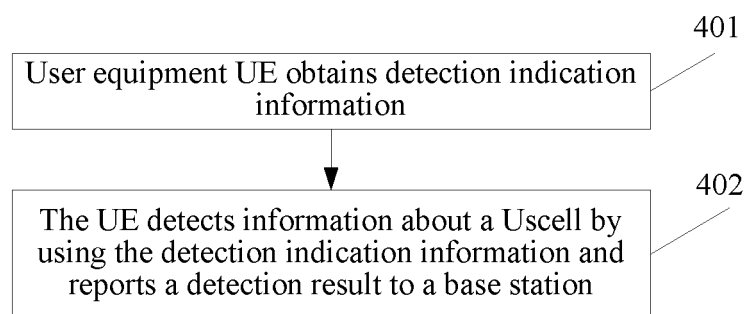 401
User equipment UE obtains detection indication
information
402
The UE detects information about a Uscell by
using the detection indication information and
reports a detection result to a base station